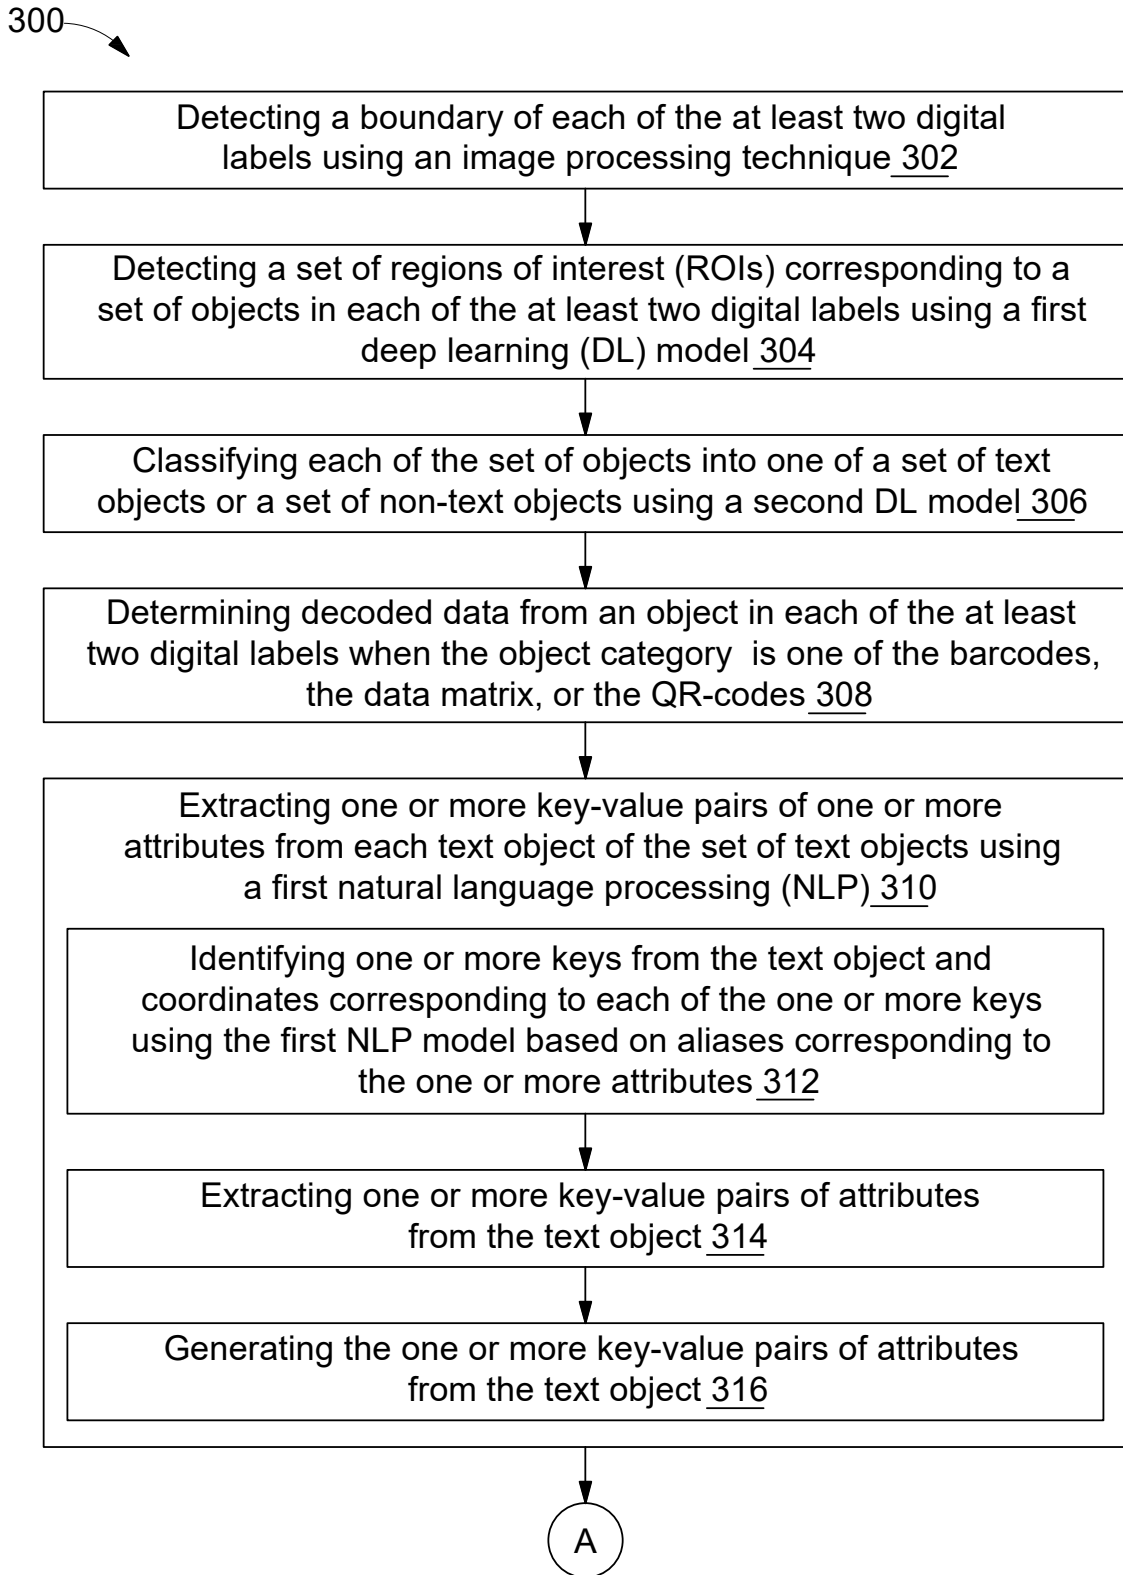 300
Detecting a boundary of each of the at least two digital
labels using an image processing technique 302
Detecting a set of regions of interest (ROIs) corresponding to a
set of objects in each of the at least two digital labels using a first
deep learning (DL) model 304
Classifying each of the set of objects into one of a set of text
objects or a set of non-text objects using a second DL model 306
Determining decoded data from an object in each of the at least
two digital labels when the object category is one of the barcodes,
the data matrix, or the QR-codes 308
Extracting one or more key-value pairs of one or more
attributes from each text object of the set of text objects using
a first natural language processing (NLP) 310
Identifying one or more keys from the text object and
coordinates corresponding to each of the one or more keys
using the first NLP model based on aliases corresponding to
the one or more attributes 312
Extracting one or more key-value pairs of attributes
from the text object 314
Generating the one or more key-value pairs of attributes
from the text object 316
A